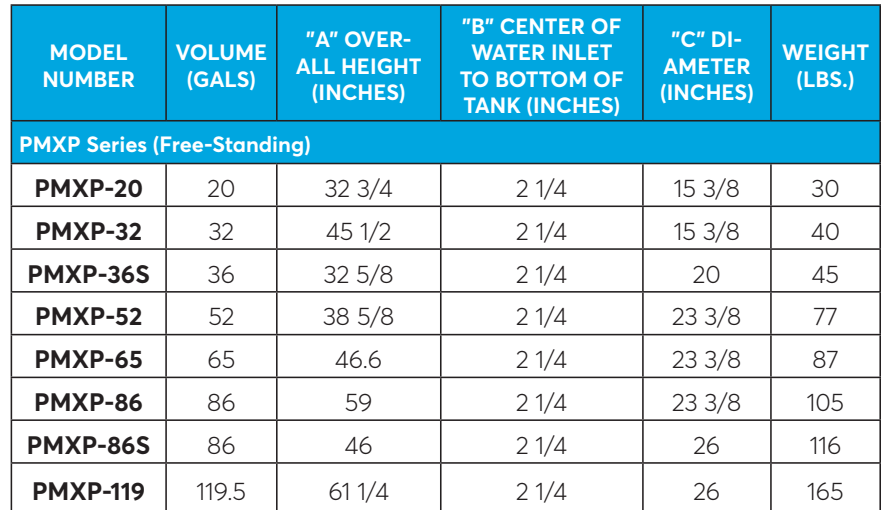 MODEL NUMBER | VOLUME (GALS) | "A" OVER-ALL HEIGHT (INCHES) | "B" CENTER OF WATER INLET TO BOTTOM OF TANK (INCHES) | "C" DI-AMETER (INCHES) | WEIGHT (LBS.)
PMXP Series (Free-Standing)
PMXP-20 | 20 | 32 3/4 | 2 1/4 | 15 3/8 | 30
PMXP-32 | 32 | 45 1/2 | 2 1/4 | 15 3/8 | 40
PMXP-36S | 36 | 32 5/8 | 2 1/4 | 20 | 45
PMXP-52 | 52 | 38 5/8 | 2 1/4 | 23 3/8 | 77
PMXP-65 | 65 | 46.6 | 2 1/4 | 23 3/8 | 87
PMXP-86 | 86 | 59 | 2 1/4 | 23 3/8 | 105
PMXP-86S | 86 | 46 | 2 1/4 | 26 | 116
PMXP-119 | 119.5 | 61 1/4 | 2 1/4 | 26 | 165